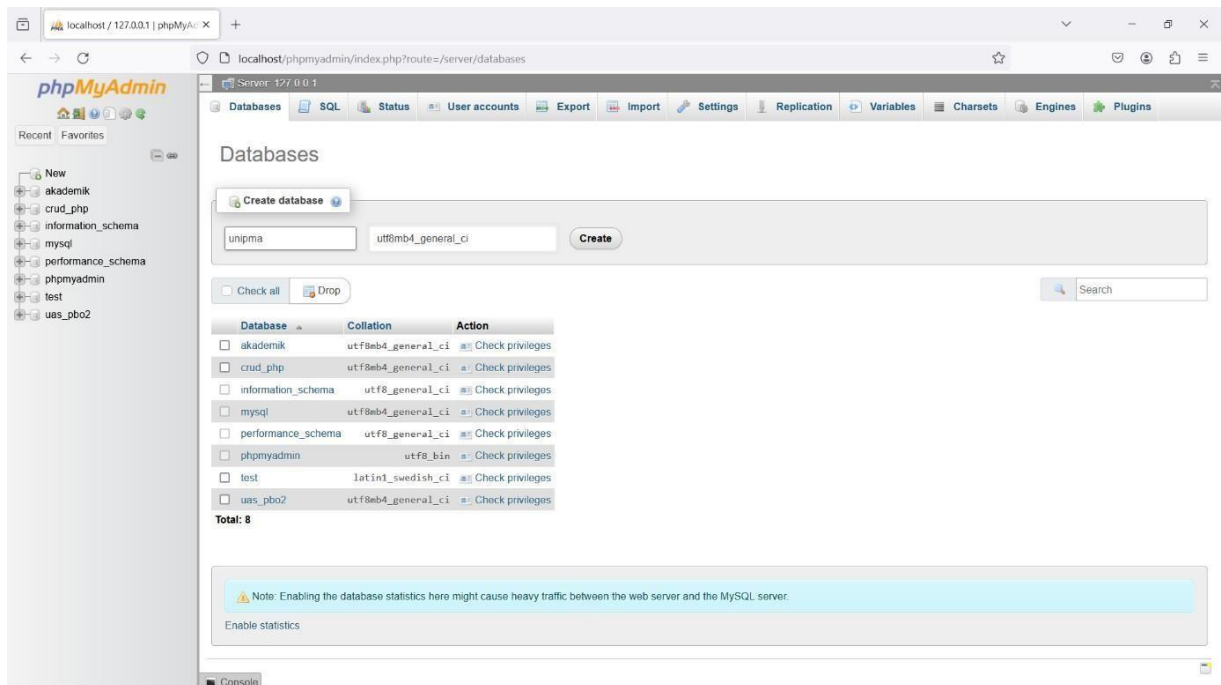 localhost / 127.0.0.1 | phpMyAd
localhost/phpmyadmin/index.php?route=/server/databases
phpMyAdmin
Recent Favorites
New
akademik
crud_php
information_schema
mysql
performance_schema
phpmyadmin
test
uas_pbo2
Server: 127.0.0.1
Databases SQL Status User accounts Export Import Settings Replication Variables Charsets Engines Plugins
Databases
Create database
unipma utf8mb4_general_ci Create
Check all Drop Search
Database Collation Action
akademik utf8mb4_general_ci Check privileges
crud_php utf8mb4_general_ci Check privileges
information_schema utf8_general_ci Check privileges
mysql utf8mb4_general_ci Check privileges
performance_schema utf8_general_ci Check privileges
phpmyadmin utf8_bin Check privileges
test latin1_swedish_ci Check privileges
uas_pbo2 utf8mb4_general_ci Check privileges
Total: 8
Note: Enabling the database statistics here might cause heavy traffic between the web server and the MySQL server.
Enable statistics
Console